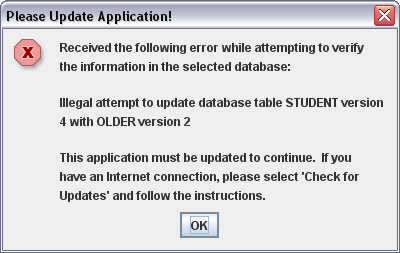 Please Update Application!
Received the following error while attempting to verify
the information in the selected database:
Illegal attempt to update database table STUDENT version
4 with OLDER version 2
This application must be updated to continue.  If you
have an Internet connection, please select 'Check for
Updates' and follow the instructions.
OK